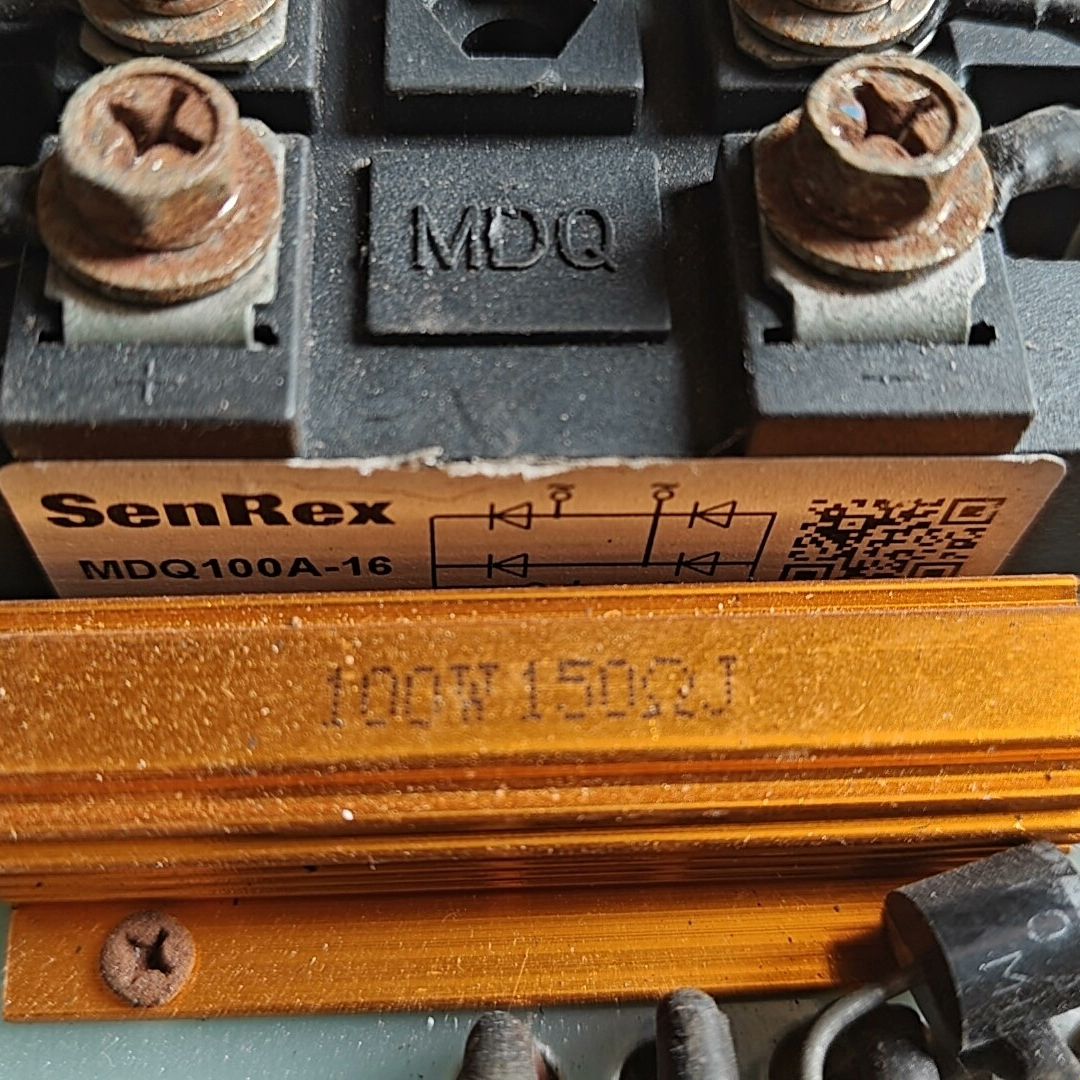 MDQ
+ -
SenRex
MDQ100A-16
100W150ΩJ